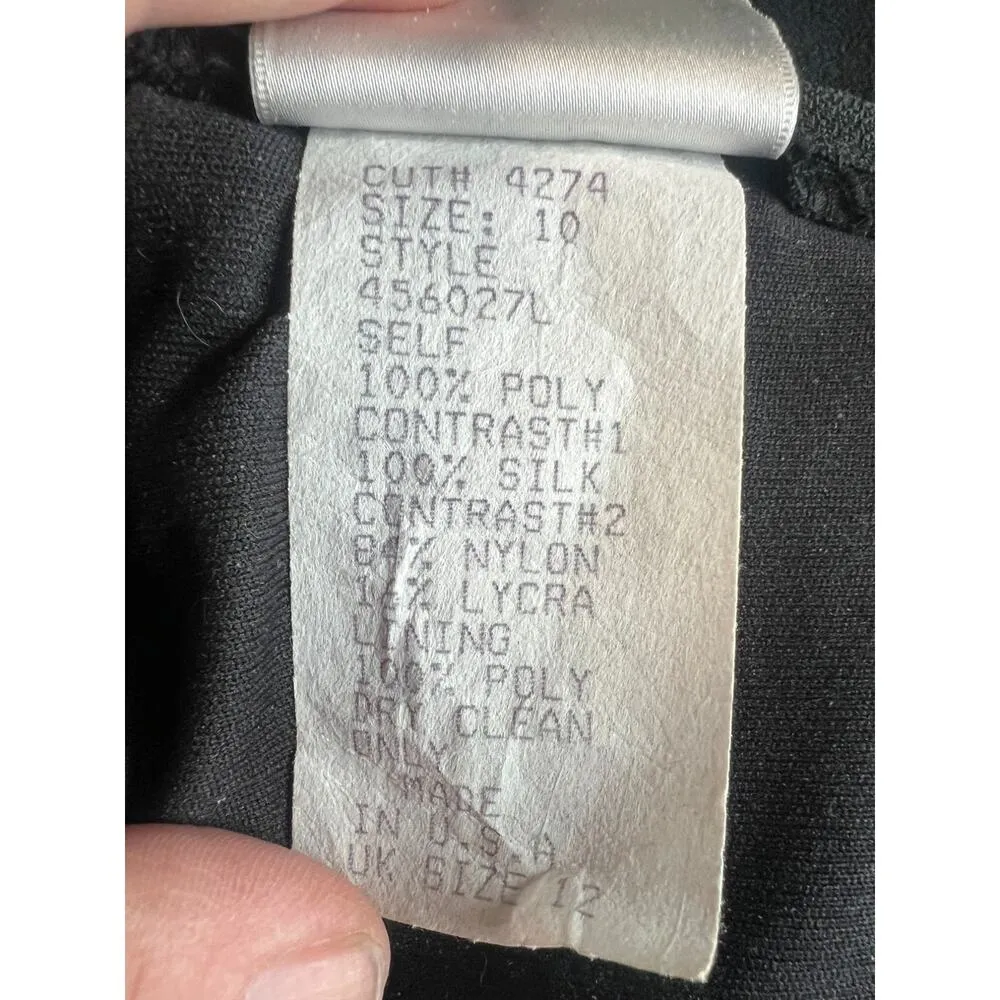 CUT# 4274
SIZE: 10
STYLE
456027L
SELF
100% POLY
CONTRAST#1
100% SILK
CONTRAST#2
84% NYLON
16% LYCRA
LINING
100% POLY
DRY CLEAN
ONLY
MADE
IN U.S.A
UK SIZE 12